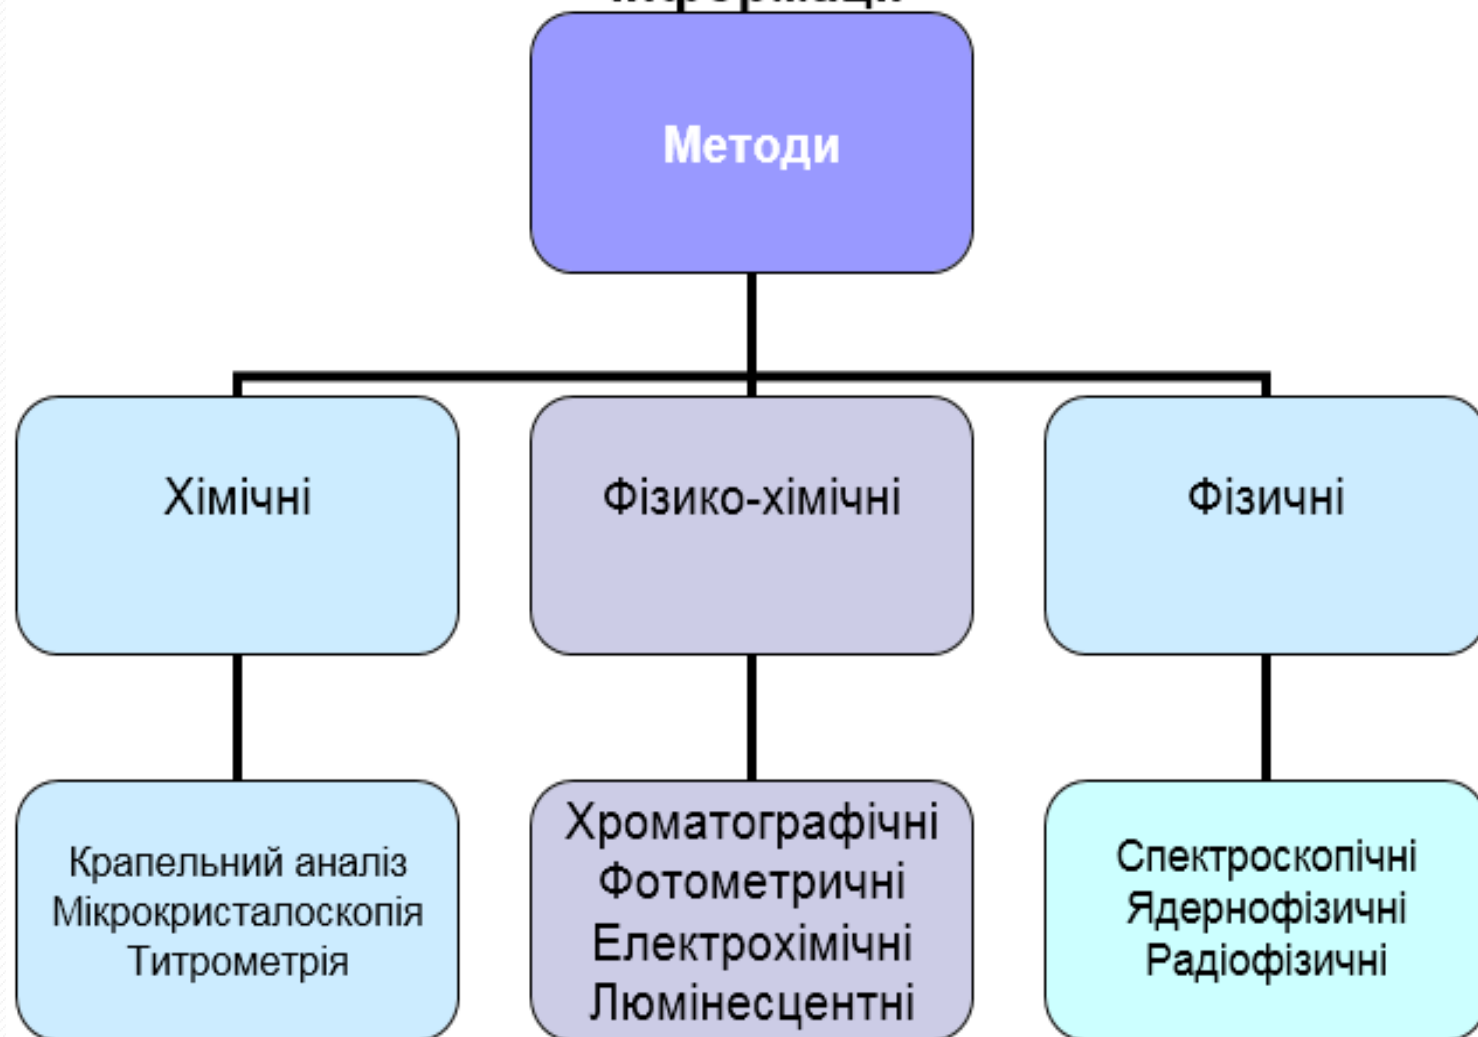 Методи
Хімічні
Фізико-хімічні
Фізичні
Крапельний аналіз
Мікрокристалоскопія
Титрометрія
Хроматографічні
Фотометричні
Електрохімічні
Люмінесцентні
Спектроскопічні
Ядернофізичні
Радіофізичні